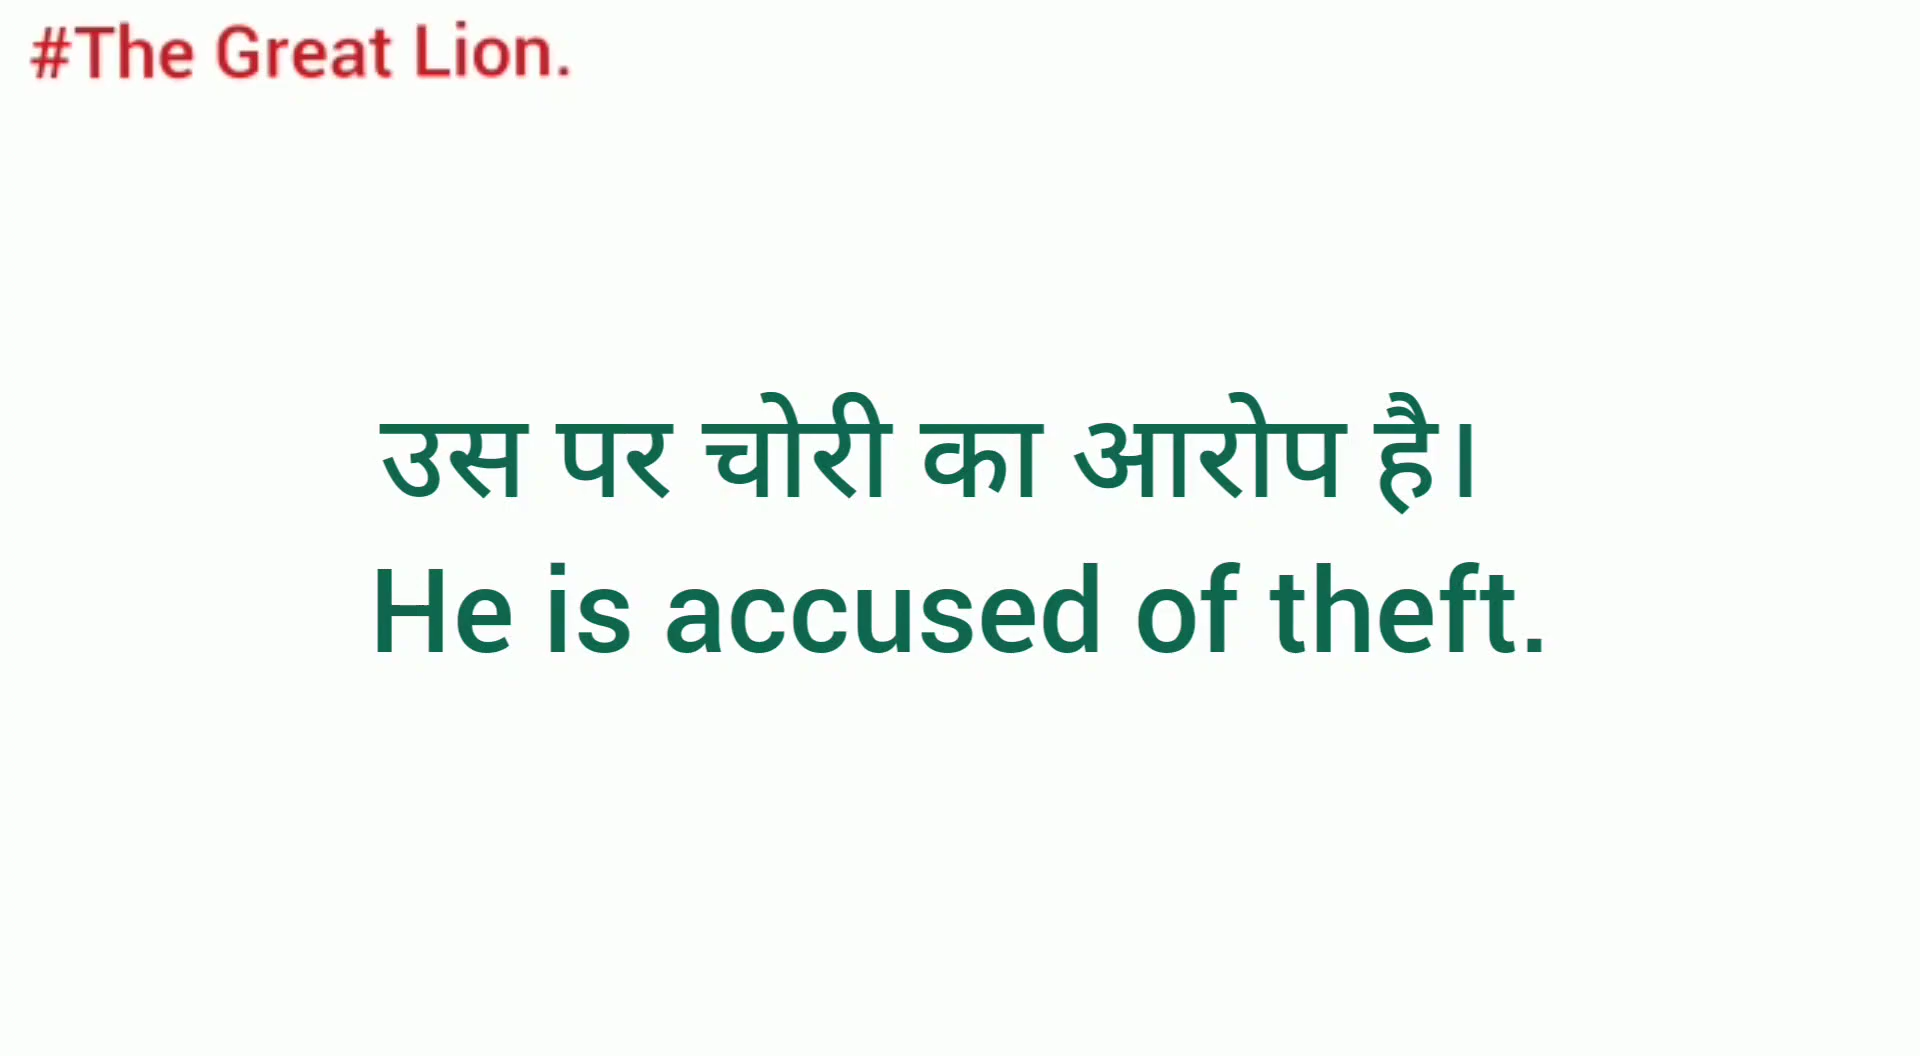 #The Great Lion.
उस पर चोरी का आरोप है।
He is accused of theft.